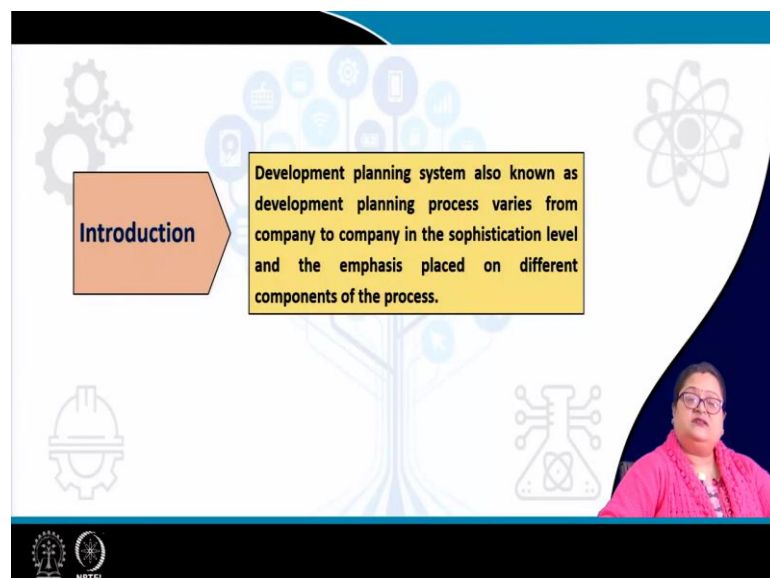 Introduction
Development planning system also known as
development planning process varies from
company to company in the sophistication level
and the emphasis placed on different
components of the process.
NPTEL